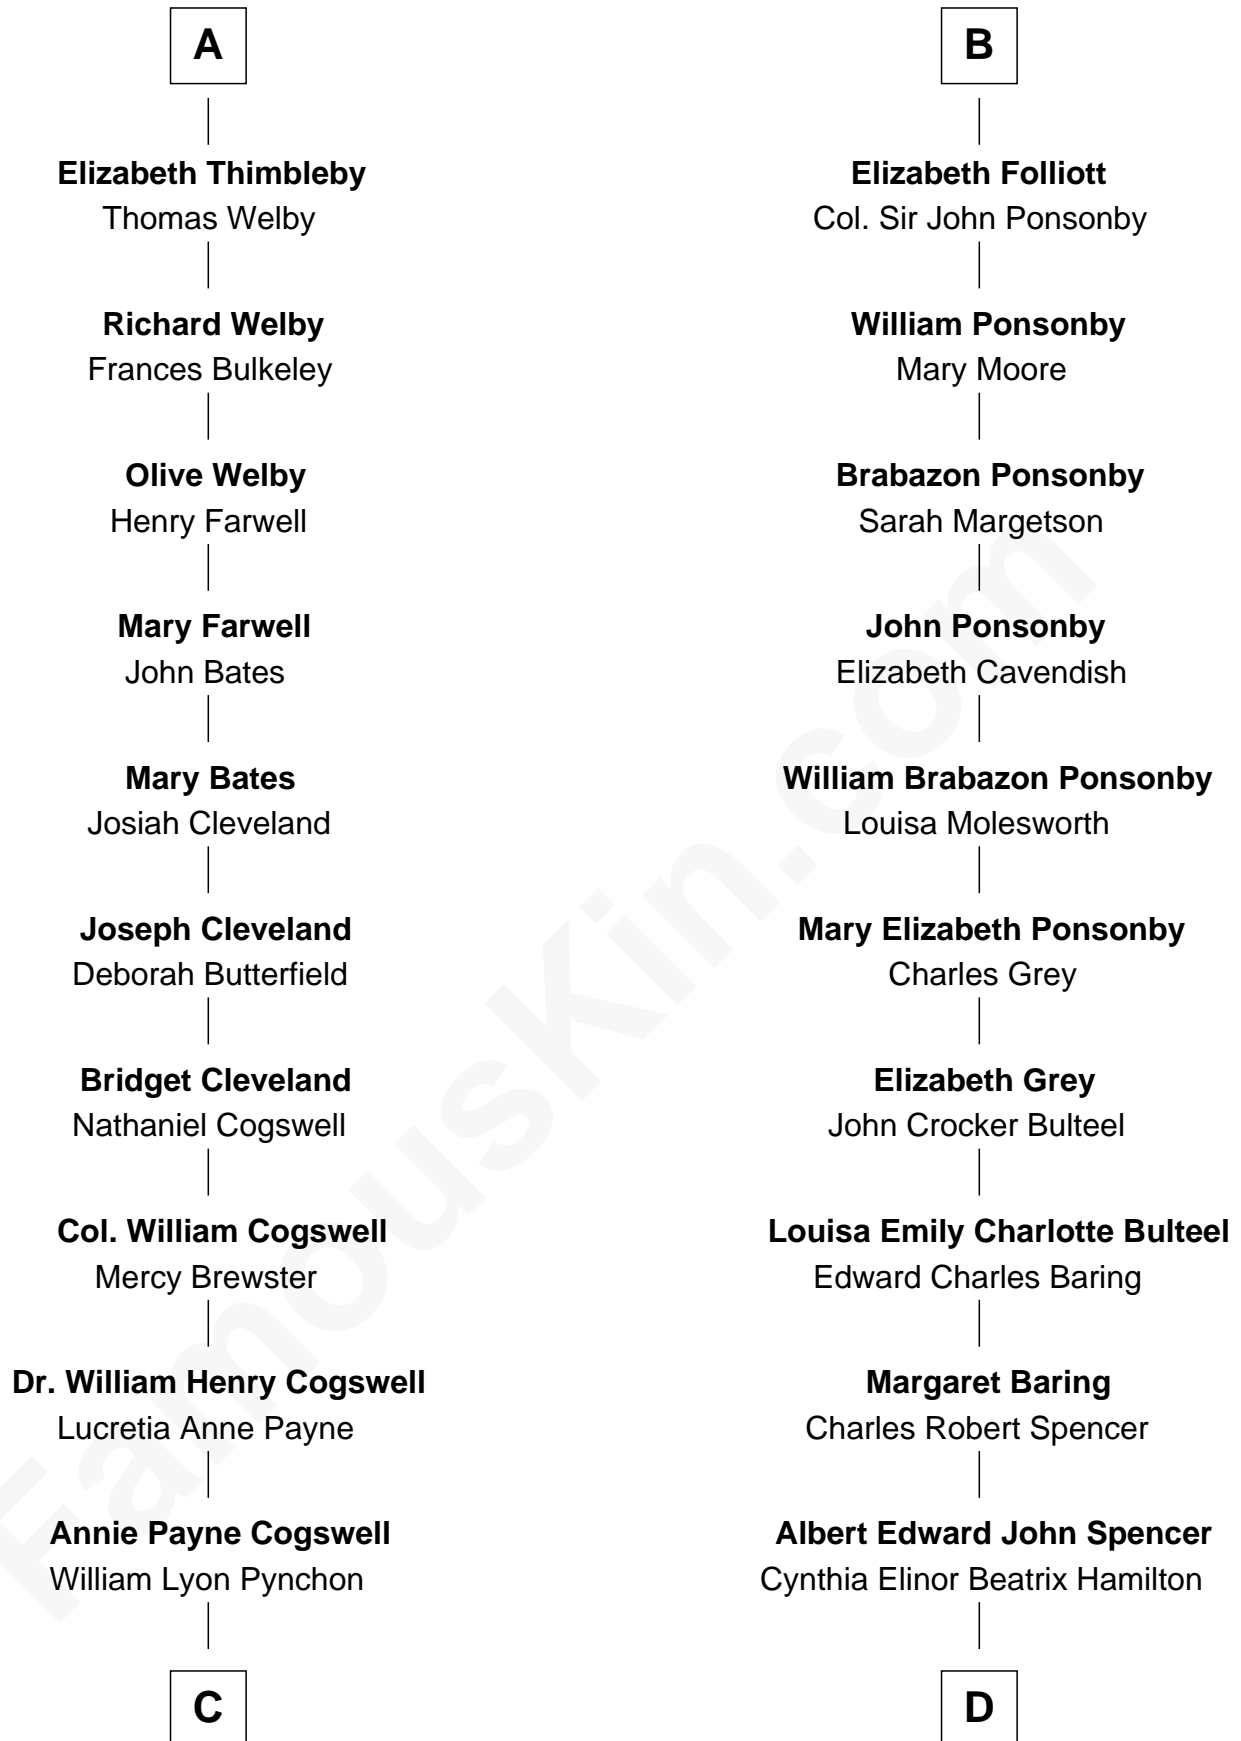 A
Elizabeth Thimbleby
Thomas Welby
Richard Welby
Frances Bulkeley
Olive Welby
Henry Farwell
Mary Farwell
John Bates
Mary Bates
Josiah Cleveland
Joseph Cleveland
Deborah Butterfield
Bridget Cleveland
Nathaniel Cogswell
Col. William Cogswell
Mercy Brewster
Dr. William Henry Cogswell
Lucretia Anne Payne
Annie Payne Cogswell
William Lyon Pynchon
C
B
Elizabeth Folliott
Col. Sir John Ponsonby
William Ponsonby
Mary Moore
Brabazon Ponsonby
Sarah Margetson
John Ponsonby
Elizabeth Cavendish
William Brabazon Ponsonby
Louisa Molesworth
Mary Elizabeth Ponsonby
Charles Grey
Elizabeth Grey
John Crocker Bulteel
Louisa Emily Charlotte Bulteel
Edward Charles Baring
Margaret Baring
Charles Robert Spencer
Albert Edward John Spencer
Cynthia Elinor Beatrix Hamilton
D
FamousKin.com